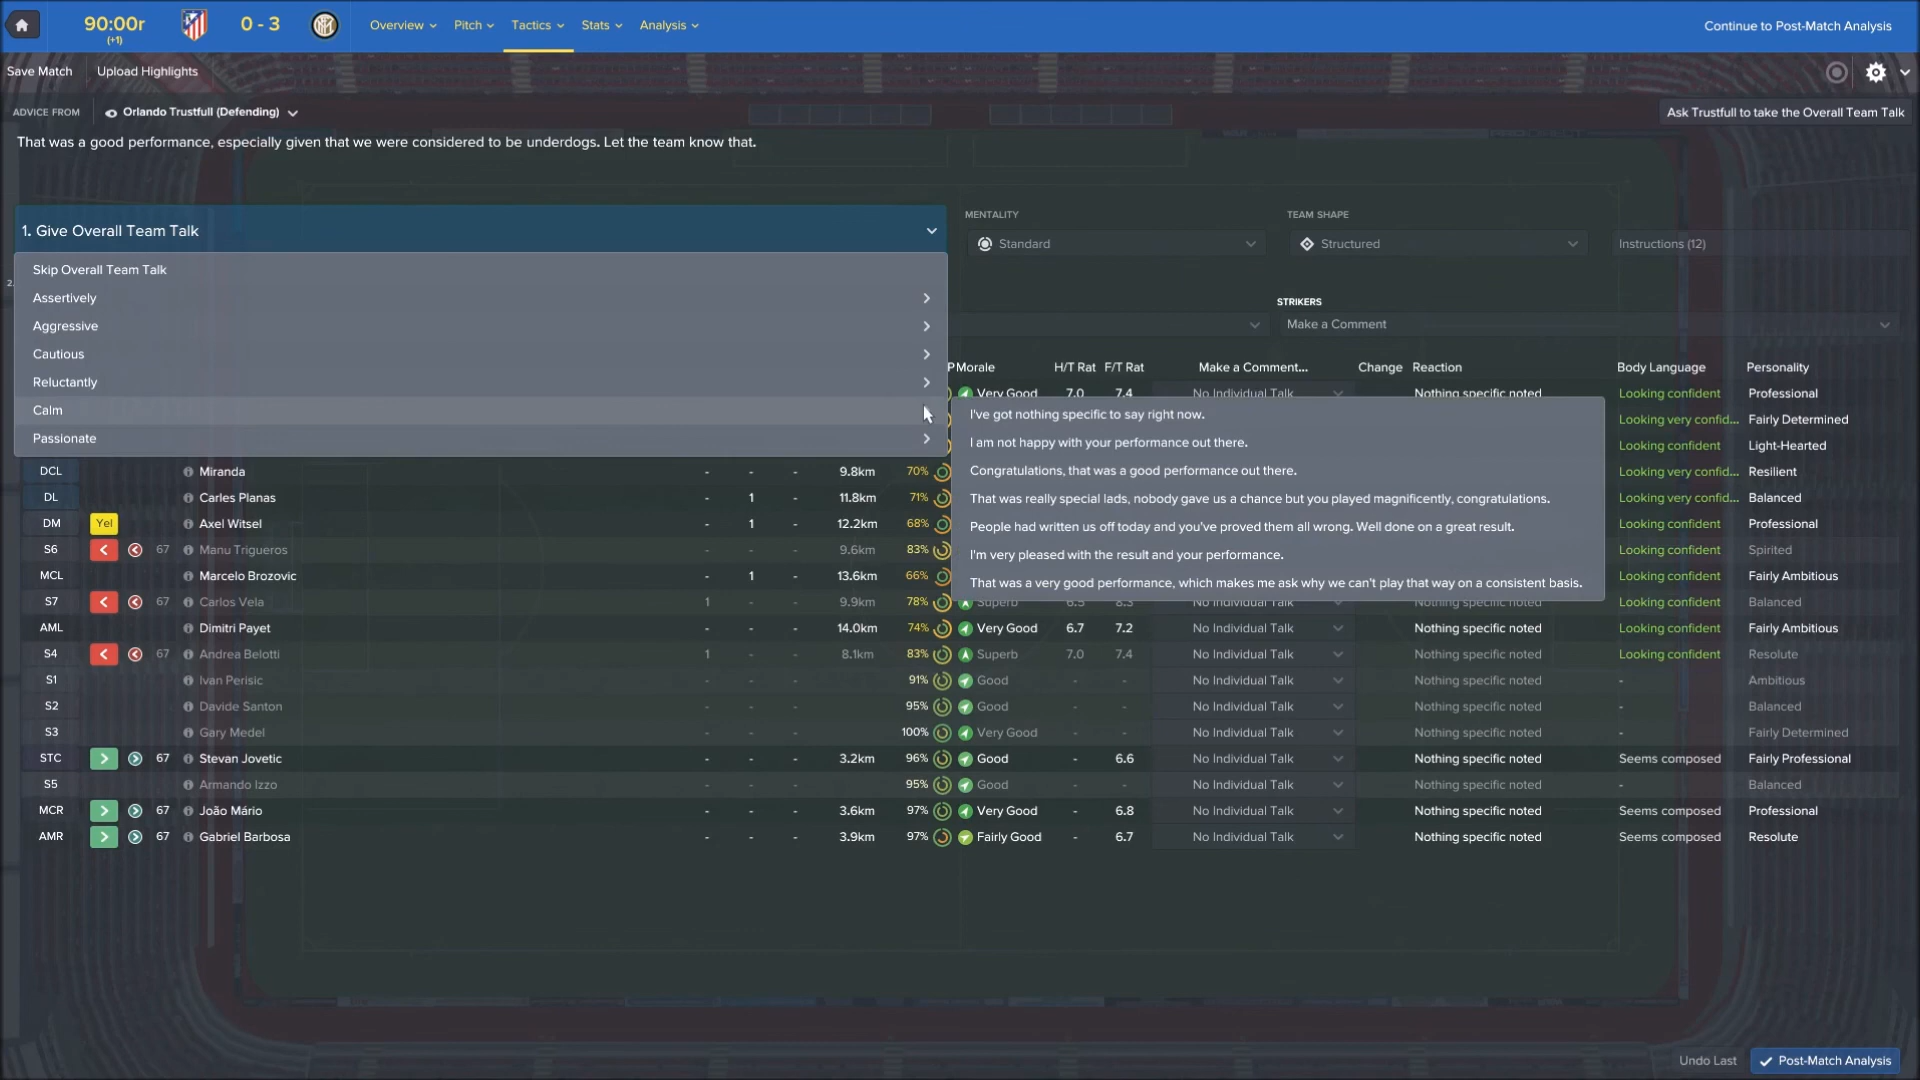 90:00r
(+1)
0 - 3
Overview
Pitch
Tactics
Stats
Analysis
Continue to Post-Match Analysis
Save Match
Upload Highlights
ADVICE FROM
Orlando Trustfull (Defending)
Ask Trustfull to take the Overall Team Talk
That was a good performance, especially given that we were considered to be underdogs. Let the team know that.
1. Give Overall Team Talk
MENTALITY
Standard
TEAM SHAPE
Structured
Instructions (12)
Skip Overall Team Talk
2.
Assertively
Aggressive
Cautious
Reluctantly
Calm
Passionate
STRIKERS
Make a Comment
P Morale H/T Rat F/T Rat Make a Comment... Change Reaction Body Language Personality
Very Good 7.0 7.4 No Individual Talk Nothing specific noted Looking confident Professional
Looking very confid... Fairly Determined
Looking confident Light-Hearted
I've got nothing specific to say right now.
I am not happy with your performance out there.
Congratulations, that was a good performance out there.
That was really special lads, nobody gave us a chance but you played magnificently, congratulations.
People had written us off today and you've proved them all wrong. Well done on a great result.
I'm very pleased with the result and your performance.
That was a very good performance, which makes me ask why we can't play that way on a consistent basis.
DCL Miranda - - - 9.8km 70% Looking very confid... Resilient
DL Carles Planas - 1 - 11.8km 71% Looking very confid... Balanced
DM Yel Axel Witsel - 1 - 12.2km 68% Looking confident Professional
S6 67 Manu Trigueros - - - 9.6km 83% Looking confident Spirited
MCL Marcelo Brozovic - 1 - 13.6km 66% Looking confident Fairly Ambitious
S7 67 Carlos Vela 1 - - 9.9km 78% Superb 6.5 8.3 No Individual Talk Nothing specific noted Looking confident Balanced
AML Dimitri Payet - - - 14.0km 74% Very Good 6.7 7.2 No Individual Talk Nothing specific noted Looking confident Fairly Ambitious
S4 67 Andrea Belotti 1 - - 8.1km 83% Superb 7.0 7.4 No Individual Talk Nothing specific noted Looking confident Resolute
S1 Ivan Perisic 91% Good - - No Individual Talk Nothing specific noted - Ambitious
S2 Davide Santon 95% Good - - No Individual Talk Nothing specific noted - Balanced
S3 Gary Medel 100% Very Good - - No Individual Talk Nothing specific noted - Fairly Determined
STC 67 Stevan Jovetic - - - 3.2km 96% Good - 6.6 No Individual Talk Nothing specific noted Seems composed Fairly Professional
S5 Armando Izzo 95% Good - - No Individual Talk Nothing specific noted - Balanced
MCR 67 João Mário - - - 3.6km 97% Very Good - 6.8 No Individual Talk Nothing specific noted Seems composed Professional
AMR 67 Gabriel Barbosa - - - 3.9km 97% Fairly Good - 6.7 No Individual Talk Nothing specific noted Seems composed Resolute
Undo Last
Post-Match Analysis